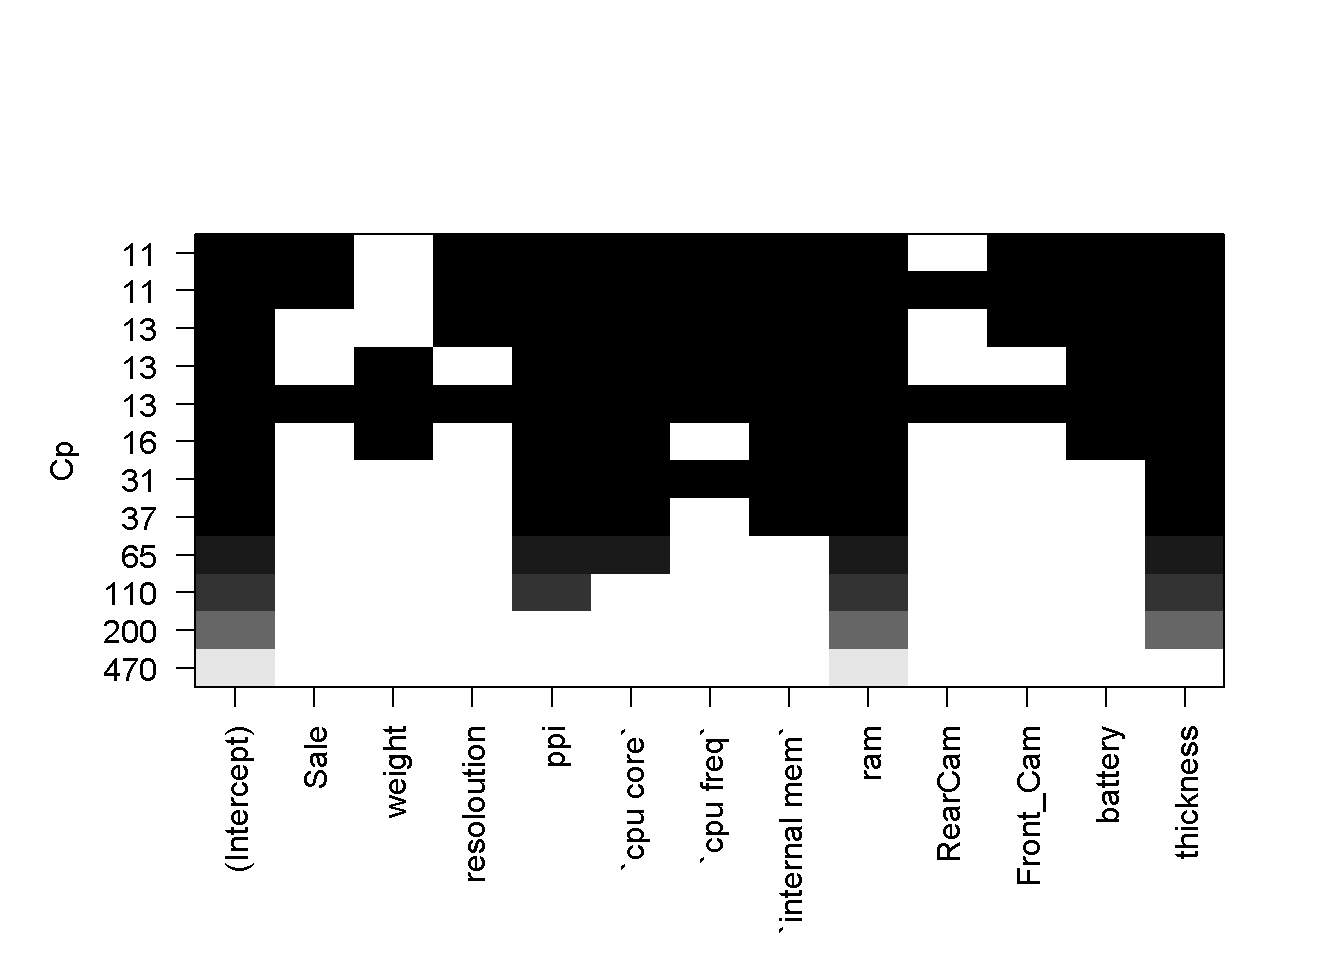 Cp
11
11
13
13
13
16
31
37
65
110
200
470
(Intercept)
Sale
weight
resoloution
ppi
`cpu core`
`cpu freq`
`internal mem`
ram
RearCam
Front_Cam
battery
thickness